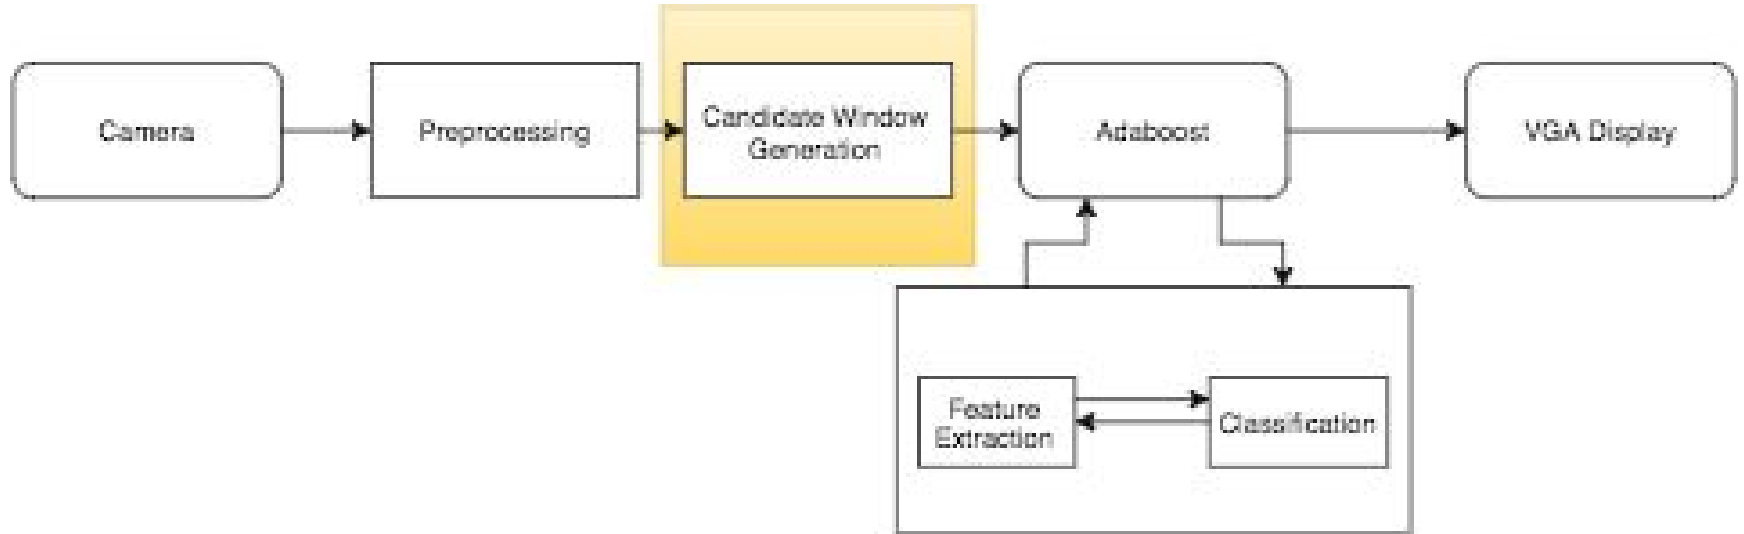 Camera
Preprocessing
Candidate Window
Generation
Adaboost
VGA Display
Feature
Extraction
Classification